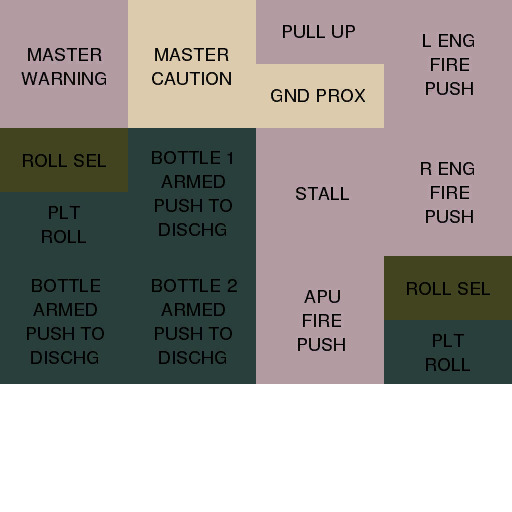 MASTER
WARNING
MASTER
CAUTION
PULL UP
GND PROX
L ENG
FIRE
PUSH
ROLL SEL
PLT
ROLL
BOTTLE 1
ARMED
PUSH TO
DISCHG
STALL
R ENG
FIRE
PUSH
BOTTLE
ARMED
PUSH TO
DISCHG
BOTTLE 2
ARMED
PUSH TO
DISCHG
APU
FIRE
PUSH
ROLL SEL
PLT
ROLL